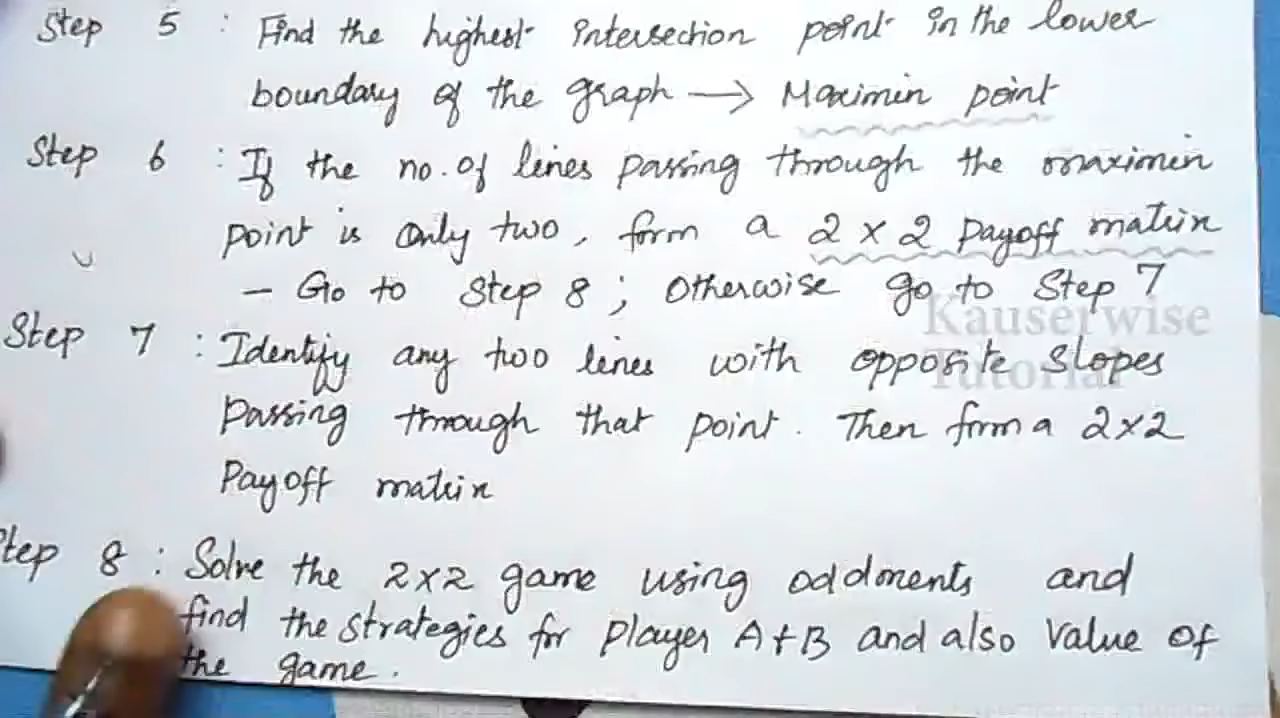 Step 5 : Find the highest intersection point in the lower
boundary of the graph → Maximin point
Step 6 : If the no. of lines passing through the maximin
point is only two, form a 2 x 2 Payoff matrix
- Go to Step 8 ; Otherwise go to Step 7
Kauserwise
Tutorial
Step 7 : Identify any two lines with opposite slopes
Passing through that point. Then form a 2x2
Payoff matrix
tep 8 : Solve the 2x2 game using oddments and
find the strategies for player A + B and also value of
the game.